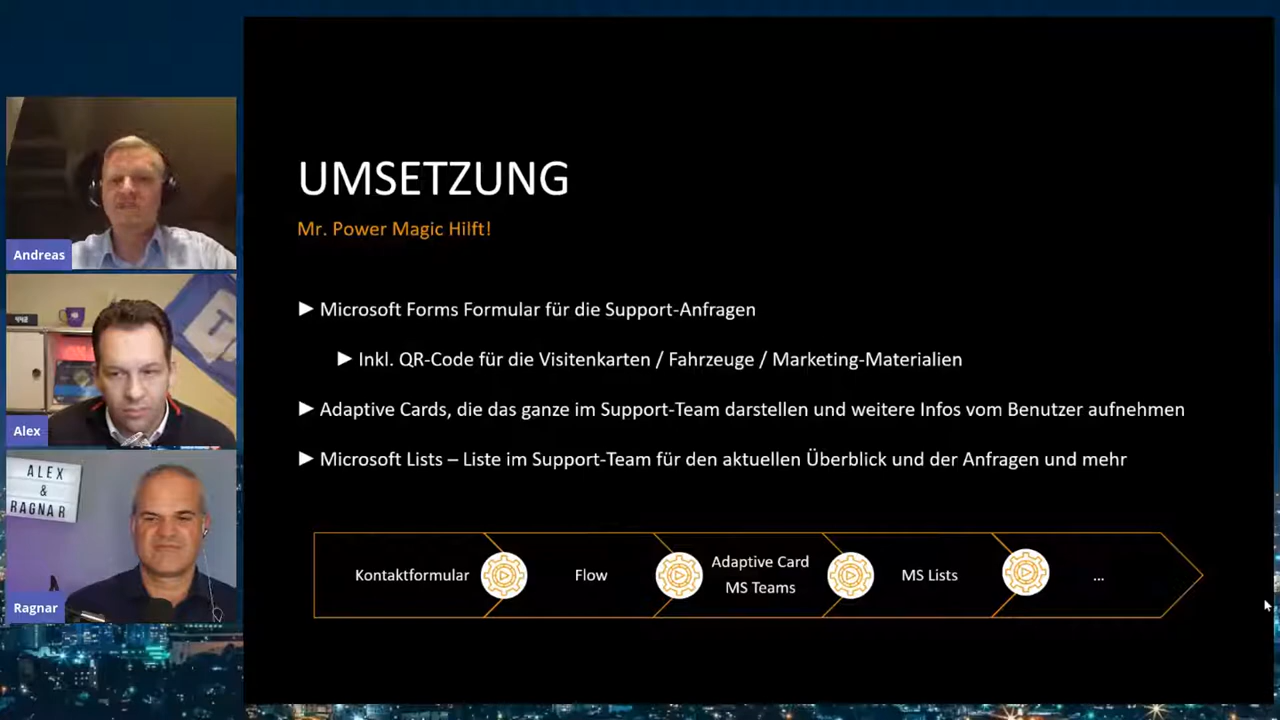 UMSETZUNG
Mr. Power Magic Hilft!
Microsoft Forms Formular für die Support-Anfragen
Inkl. QR-Code für die Visitenkarten / Fahrzeuge / Marketing-Materialien
Adaptive Cards, die das ganze im Support-Team darstellen und weitere Infos vom Benutzer aufnehmen
Microsoft Lists – Liste im Support-Team für den aktuellen Überblick und der Anfragen und mehr
Kontaktformular
Flow
Adaptive Card
MS Teams
MS Lists
...
Andreas
Alex
ALEX
&
RAGNAR
Ragnar